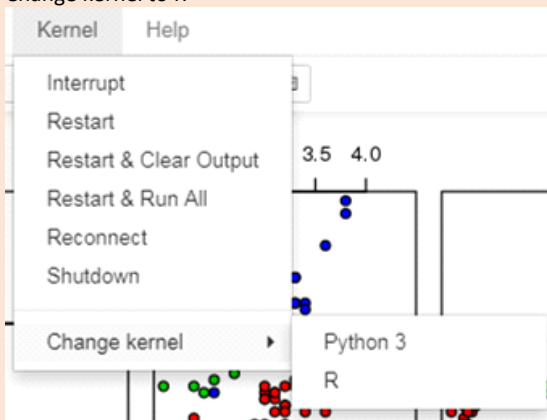 Change kernel to R
Kernel Help
Interrupt
Restart
Restart & Clear Output
3.5 4.0
Restart & Run All
Reconnect
Shutdown
Change kernel
Python 3
R